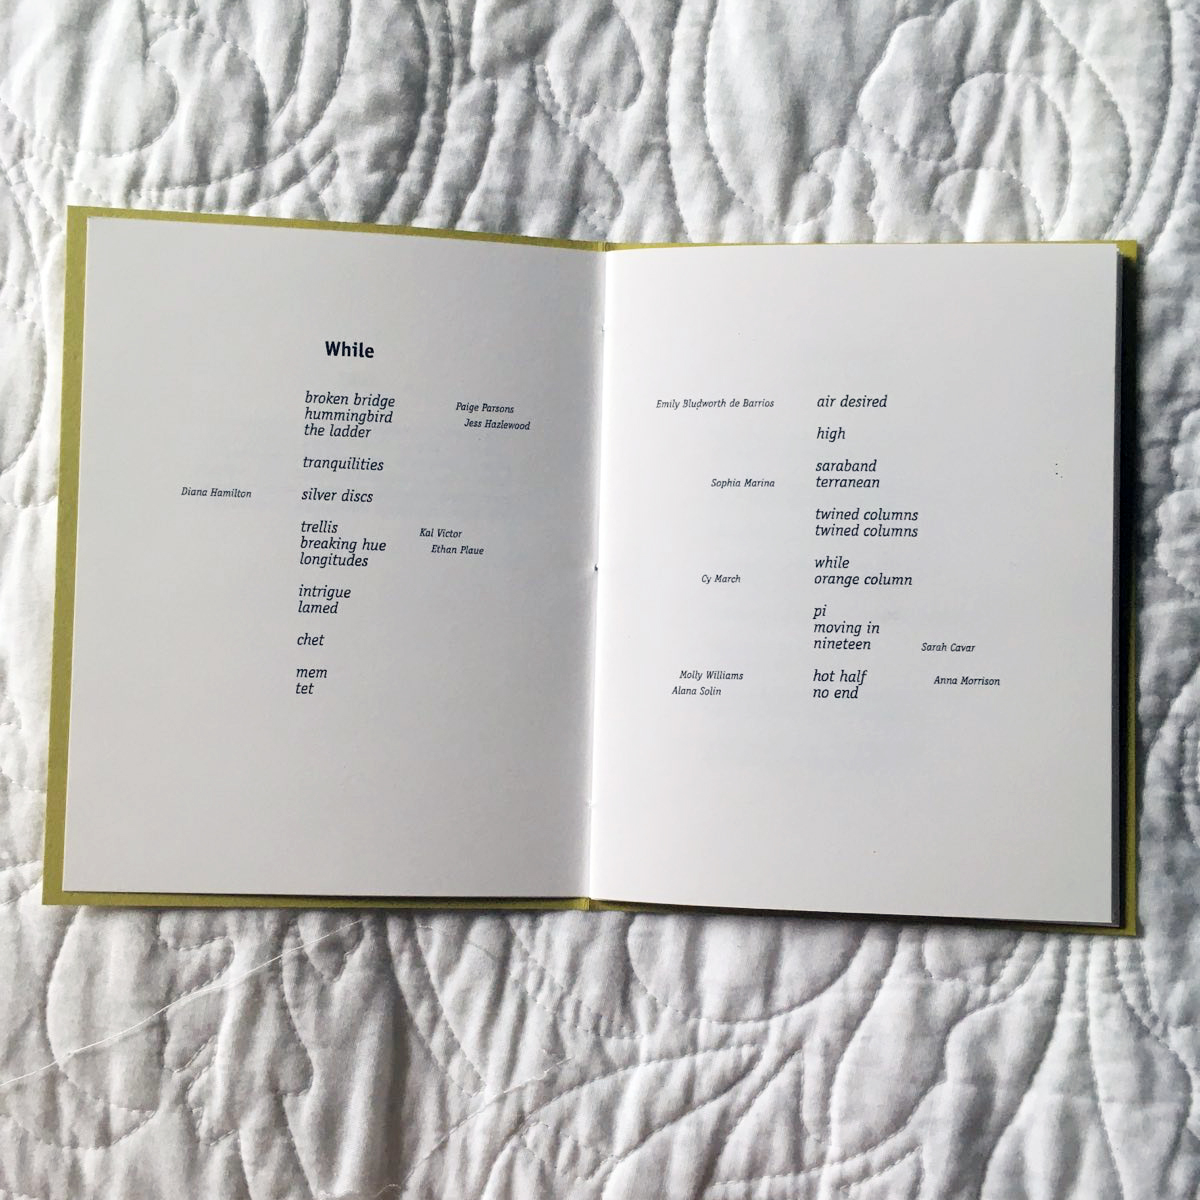 While
broken bridge
hummingbird
the ladder
Paige Parsons
Jess Hazlewood
tranquilities
Diana Hamilton
silver discs
trellis
breaking hue
longitudes
Kal Victor
Ethan Plaue
intrigue
lamed
chet
mem
tet
Emily Bludworth de Barrios
air desired
high
saraband
Sophia Marina
terranean
twined columns
twined columns
while
Cy March
orange column
pi
moving in
nineteen
Sarah Cavar
Molly Williams
hot half
Anna Morrison
Alana Solin
no end